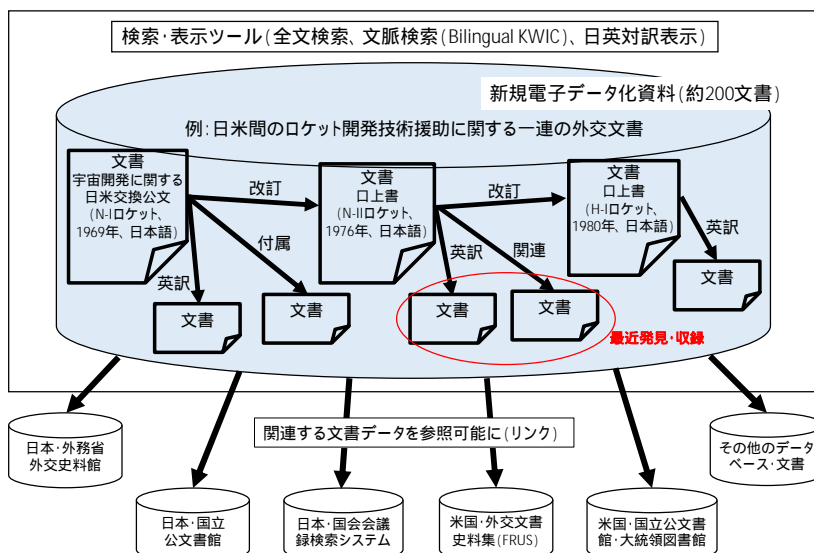 検索・表示ツール(全文検索、文脈検索(Bilingual KWIC)、日英対訳表示)
新規電子データ化資料(約200文書)
例:日米間のロケット開発技術援助に関する一連の外交文書
文書
宇宙開発に関する
日米交換公文
(N-Iロケット、
1969年、日本語)
改訂
文書
口上書
(N-IIロケット、
1976年、日本語)
改訂
文書
口上書
(H-Iロケット、
1980年、日本語)
英訳
付属
英訳
関連
英訳
文書
文書
文書
文書
文書
最近発見・収録
関連する文書データを参照可能に(リンク)
日本・外務省
外交史料館
日本・国立
公文書館
日本・国会会議
録検索システム
米国・外交文書
史料集(FRUS)
米国・国立公文書
館・大統領図書館
その他のデータ
ベース・文書